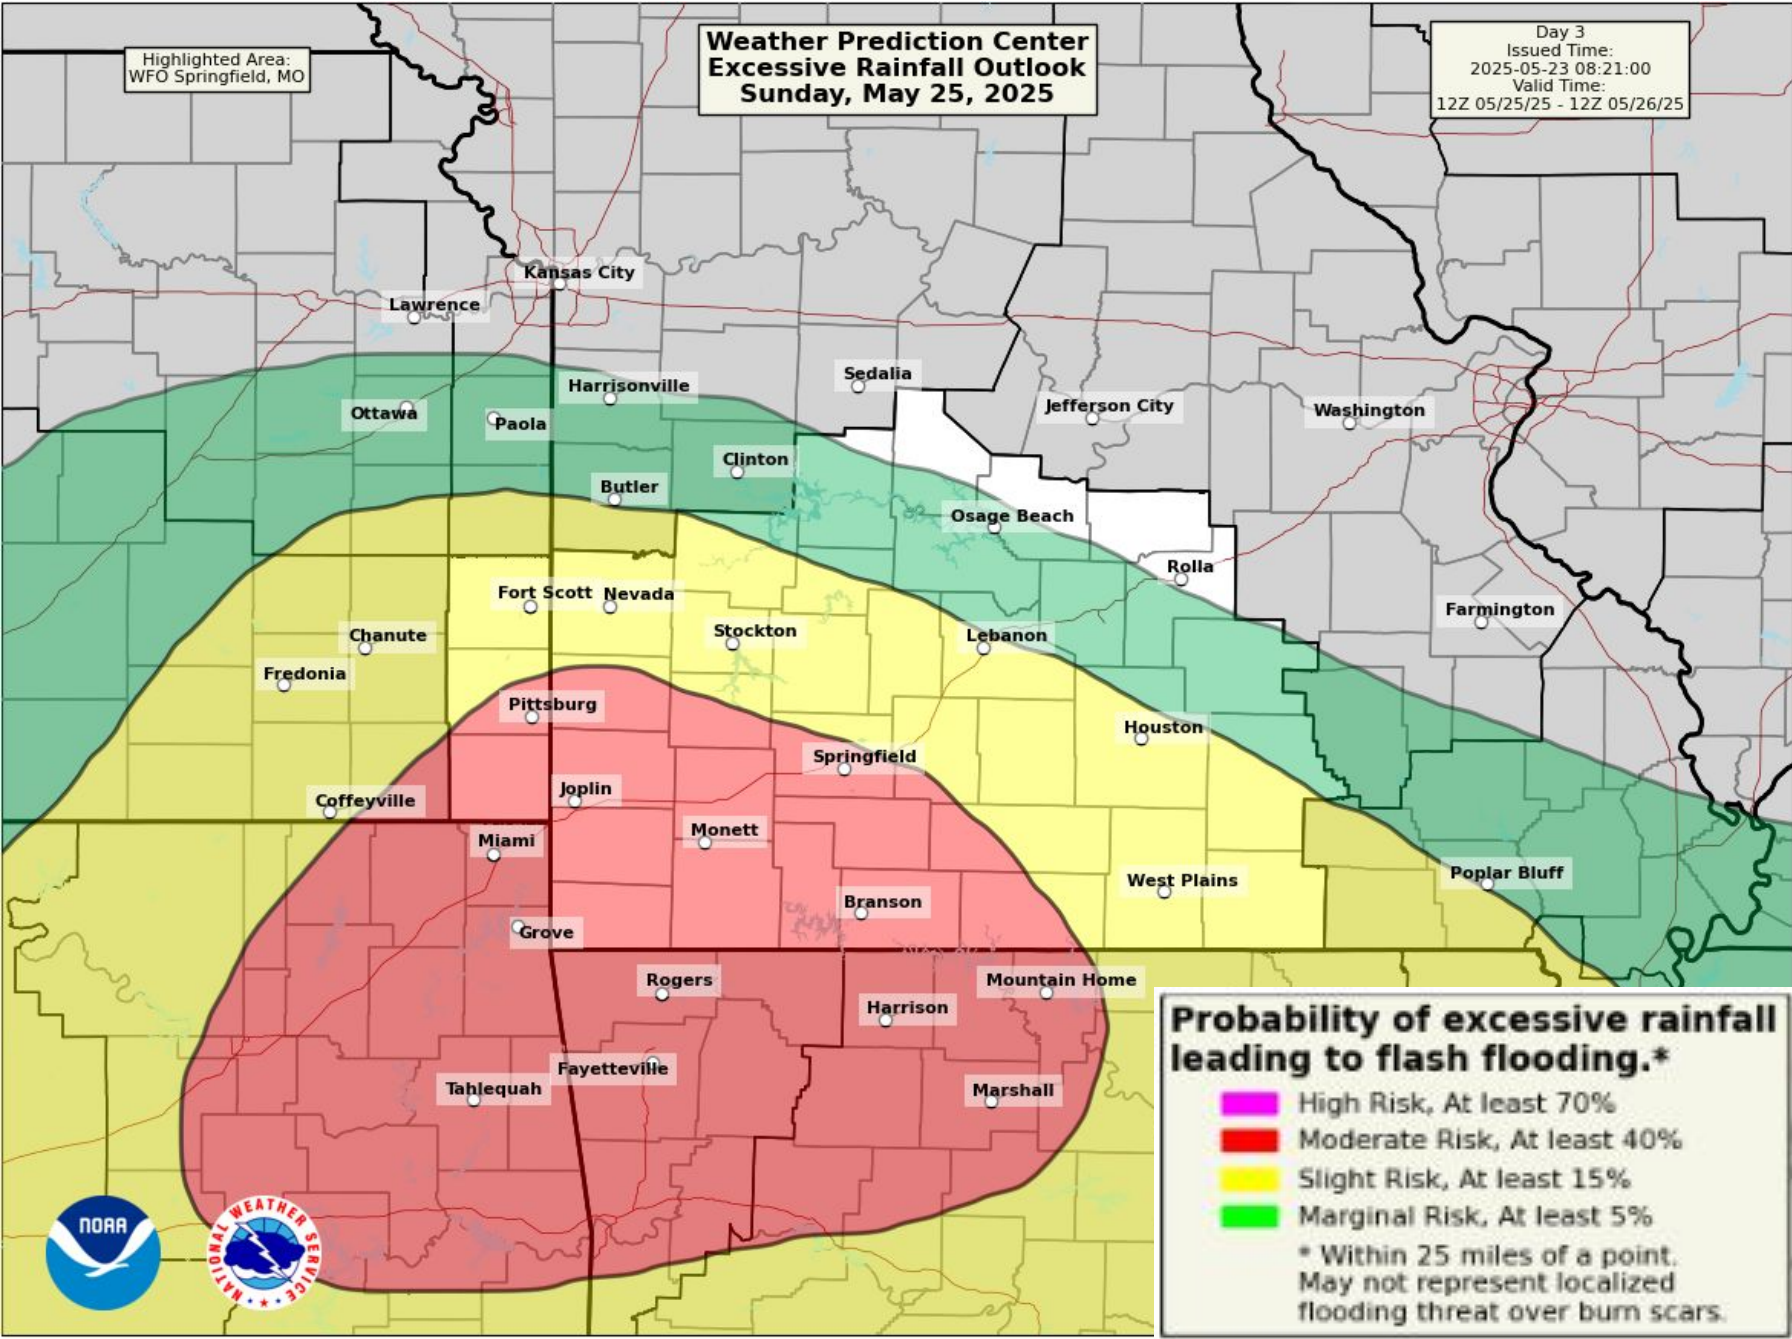 Highlighted Area:
WFO Springfield, MO
Weather Prediction Center
Excessive Rainfall Outlook
Sunday, May 25, 2025
Day 3
Issued Time:
2025-05-23 08:21:00
Valid Time:
12Z 05/25/25 - 12Z 05/26/25
Kansas City
Lawrence
Sedalia
Harrisonville
Ottawa
Paola
Jefferson City
Washington
Clinton
Butler
Osage Beach
Rolla
Fort Scott
Nevada
Farmington
Chanute
Stockton
Lebanon
Fredonia
Pittsburg
Houston
Springfield
Coffeyville
Joplin
Miami
Monett
Poplar Bluff
West Plains
Branson
Grove
Rogers
Mountain Home
Harrison
Fayetteville
Tahlequah
Marshall
Probability of excessive rainfall
leading to flash flooding.*
High Risk, At least 70%
Moderate Risk, At least 40%
Slight Risk, At least 15%
Marginal Risk, At least 5%
* Within 25 miles of a point.
May not represent localized
flooding threat over burn scars.
NOAA
NATIONAL WEATHER SERVICE